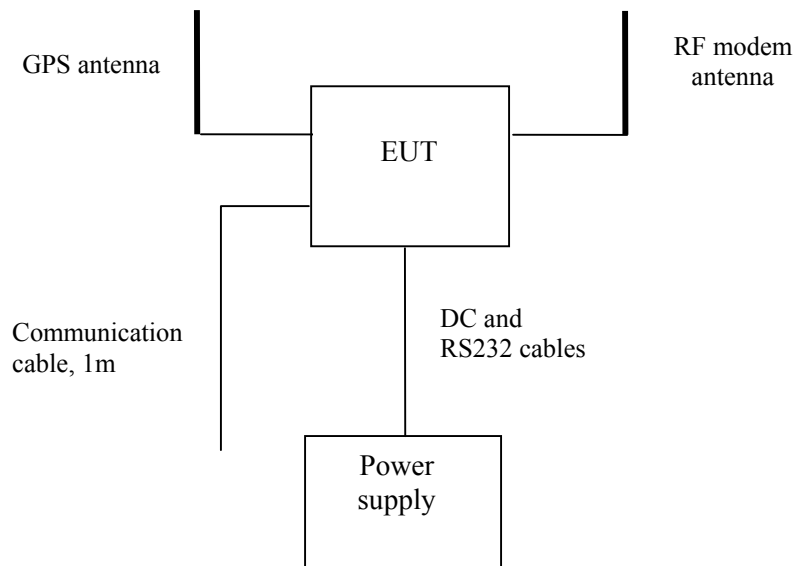 GPS antenna
RF modem
antenna
EUT
Communication
cable, 1m
DC and
RS232 cables
Power
supply